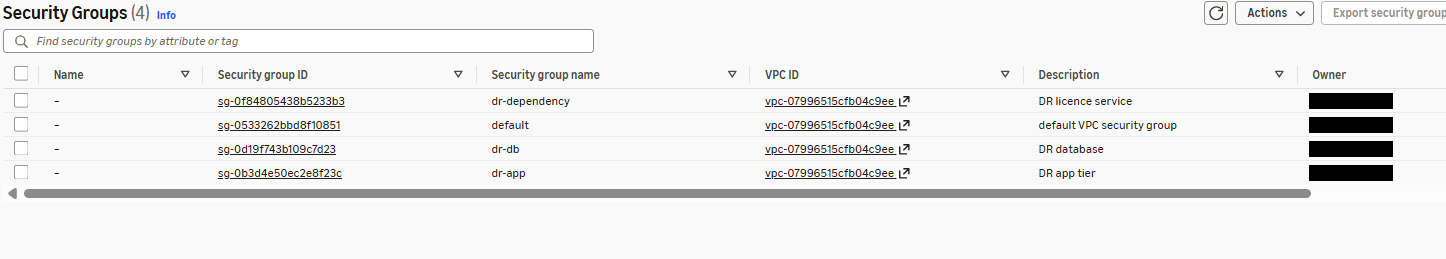 Security Groups (4) Info
Actions
Export security group
Find security groups by attribute or tag
Name Security group ID Security group name VPC ID Description Owner
– sg-0f84805438b5233b3 dr-dependency vpc-07996515cfb04c9ee DR licence service
– sg-0533262bbd8f10851 default vpc-07996515cfb04c9ee default VPC security group
– sg-0d19f743b109c7d23 dr-db vpc-07996515cfb04c9ee DR database
– sg-0b3d4e50ec2e8f23c dr-app vpc-07996515cfb04c9ee DR app tier